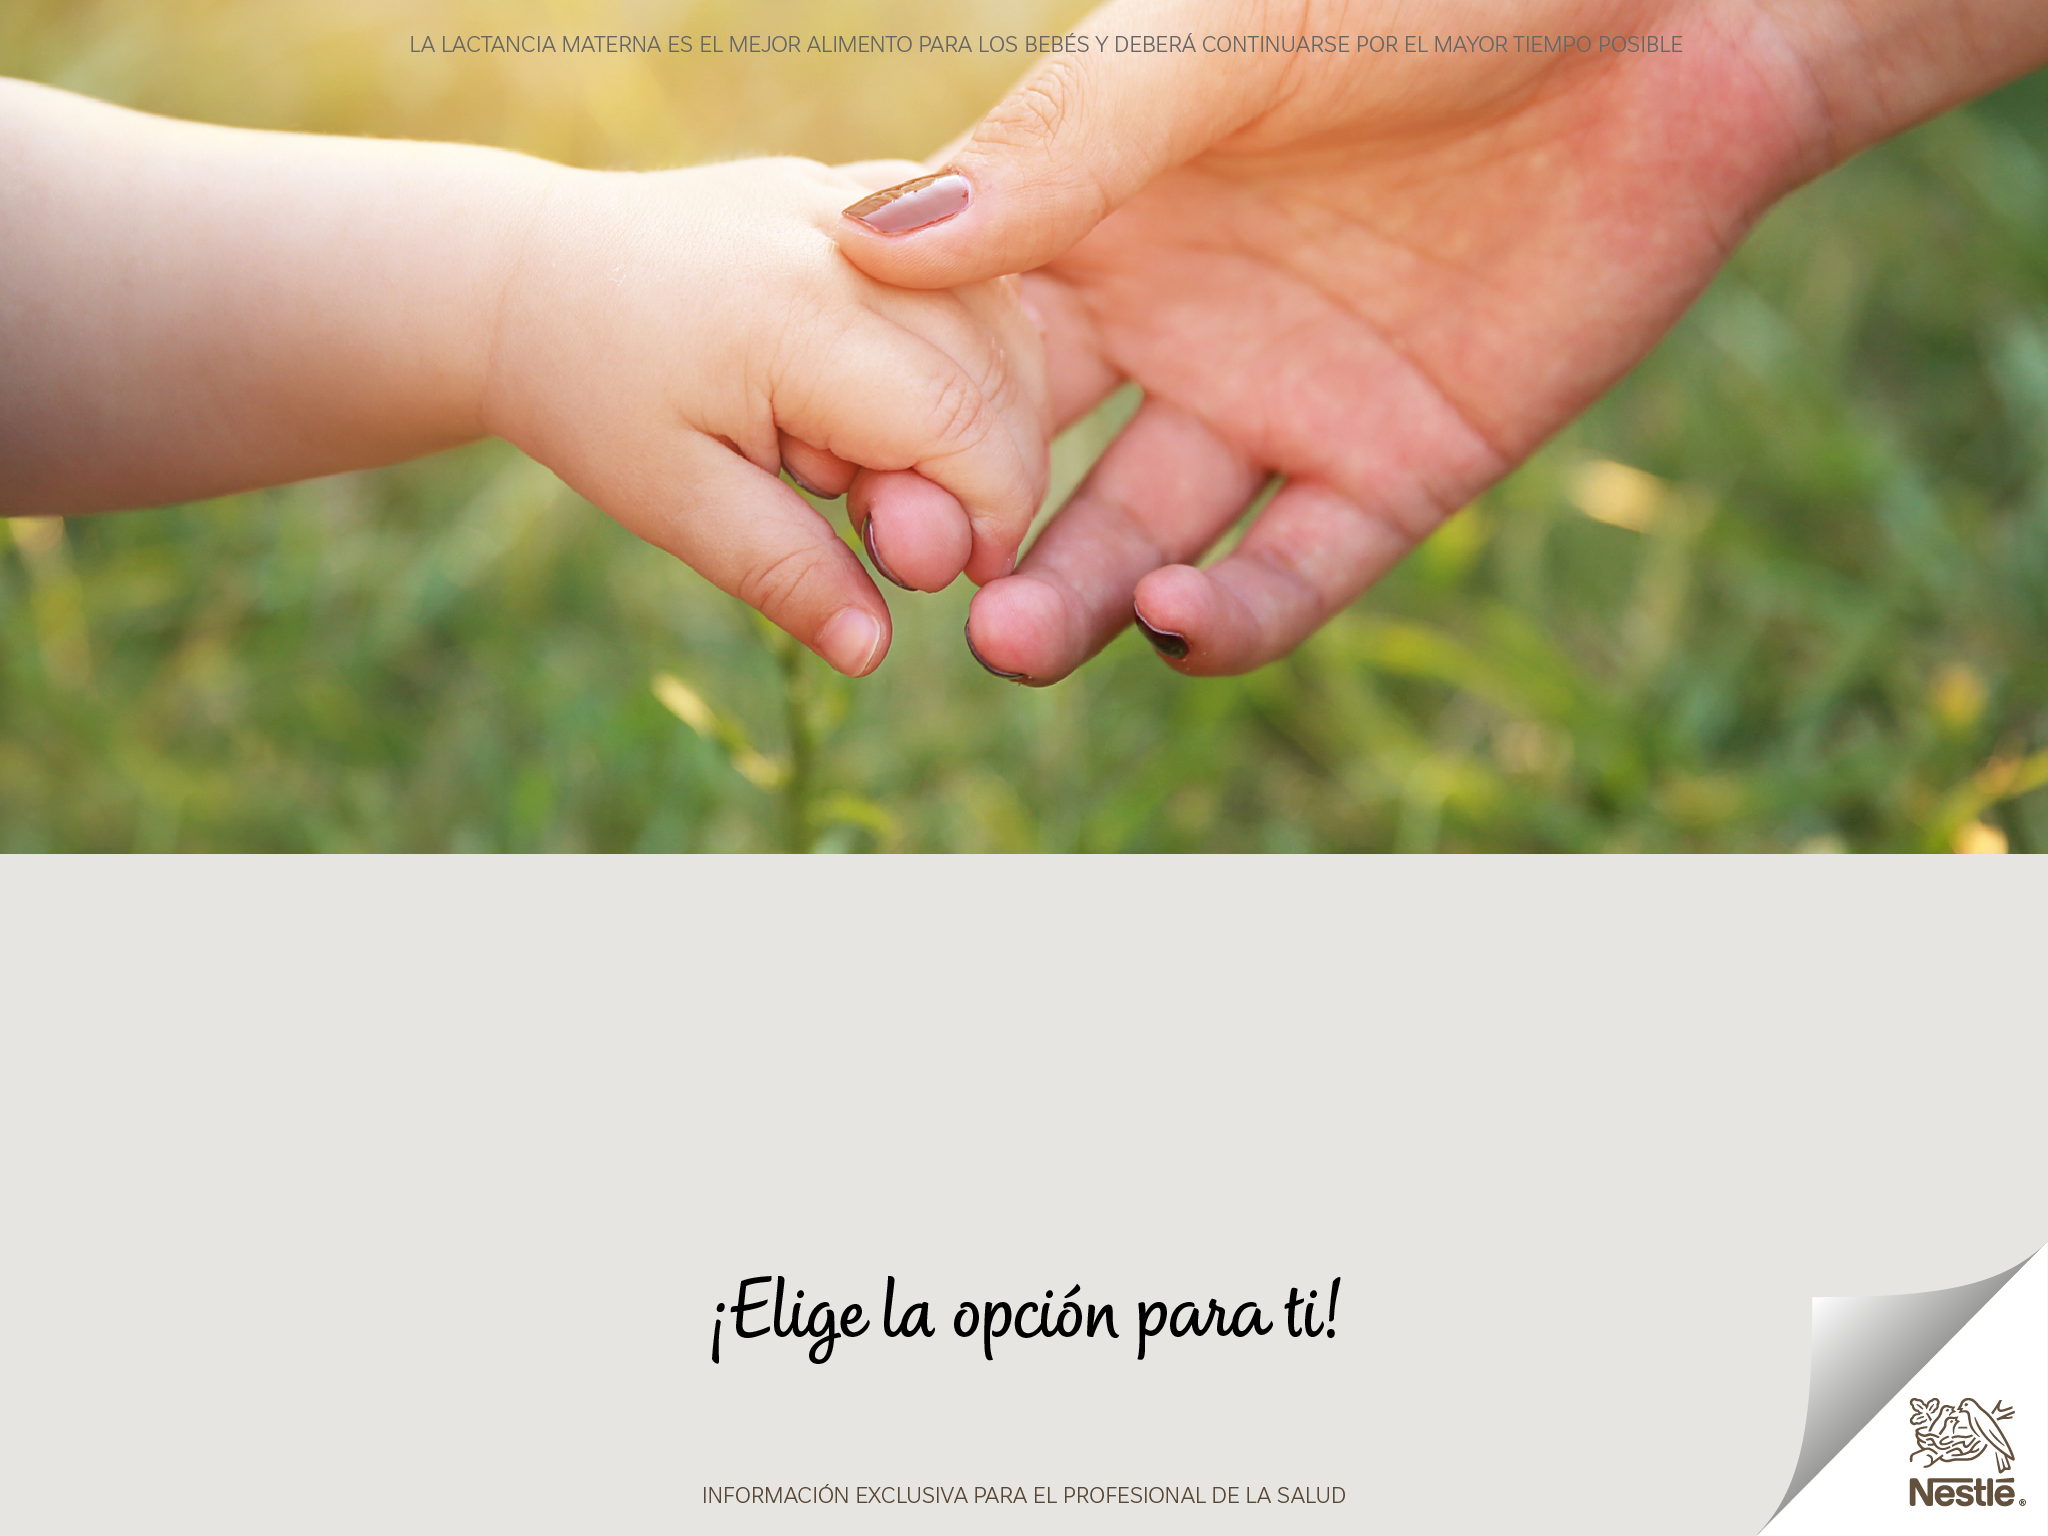 LA LACTANCIA MATERNA ES EL MEJOR ALIMENTO PARA LOS BEBÉS Y DEBERÁ CONTINUARSE POR EL MAYOR TIEMPO POSIBLE
¡Elige la opción para ti!
Nestlé®
INFORMACIÓN EXCLUSIVA PARA EL PROFESIONAL DE LA SALUD